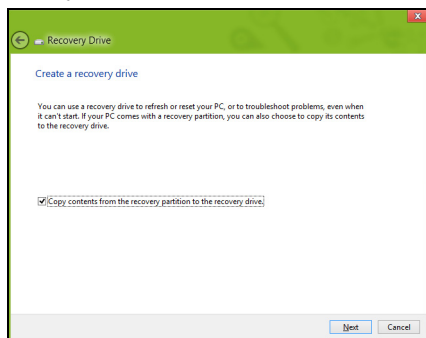 Recovery Drive
Create a recovery drive
You can use a recovery drive to refresh or reset your PC, or to troubleshoot problems, even when
it can't start. If your PC comes with a recovery partition, you can also choose to copy its contents
to the recovery drive.
Copy contents from the recovery partition to the recovery drive.
Next Cancel